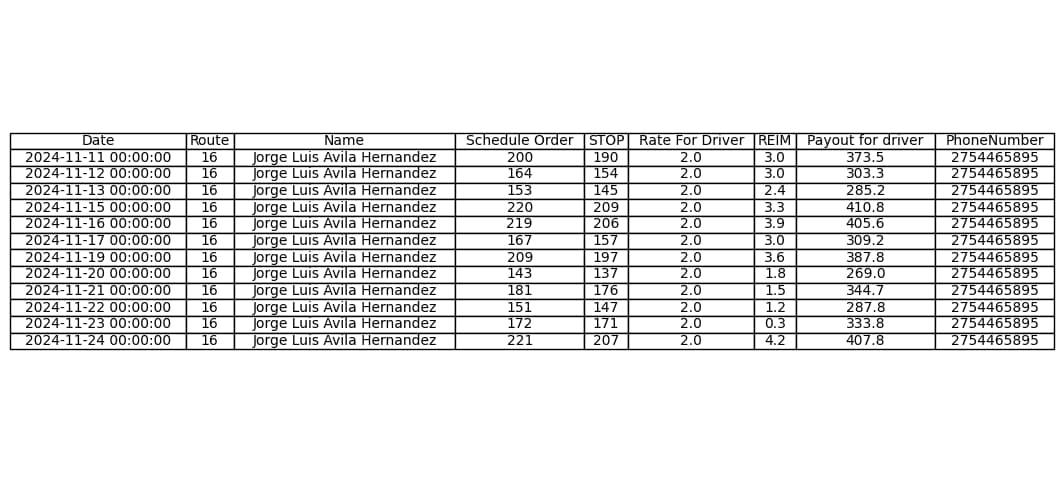 Date Route Name Schedule Order STOP Rate For Driver REIM Payout for driver PhoneNumber
2024-11-11 00:00:00 16 Jorge Luis Avila Hernandez 200 190 2.0 3.0 373.5 2754465895
2024-11-12 00:00:00 16 Jorge Luis Avila Hernandez 164 154 2.0 3.0 303.3 2754465895
2024-11-13 00:00:00 16 Jorge Luis Avila Hernandez 153 145 2.0 2.4 285.2 2754465895
2024-11-15 00:00:00 16 Jorge Luis Avila Hernandez 220 209 2.0 3.3 410.8 2754465895
2024-11-16 00:00:00 16 Jorge Luis Avila Hernandez 219 206 2.0 3.9 405.6 2754465895
2024-11-17 00:00:00 16 Jorge Luis Avila Hernandez 167 157 2.0 3.0 309.2 2754465895
2024-11-19 00:00:00 16 Jorge Luis Avila Hernandez 209 197 2.0 3.6 387.8 2754465895
2024-11-20 00:00:00 16 Jorge Luis Avila Hernandez 143 137 2.0 1.8 269.0 2754465895
2024-11-21 00:00:00 16 Jorge Luis Avila Hernandez 181 176 2.0 1.5 344.7 2754465895
2024-11-22 00:00:00 16 Jorge Luis Avila Hernandez 151 147 2.0 1.2 287.8 2754465895
2024-11-23 00:00:00 16 Jorge Luis Avila Hernandez 172 171 2.0 0.3 333.8 2754465895
2024-11-24 00:00:00 16 Jorge Luis Avila Hernandez 221 207 2.0 4.2 407.8 2754465895